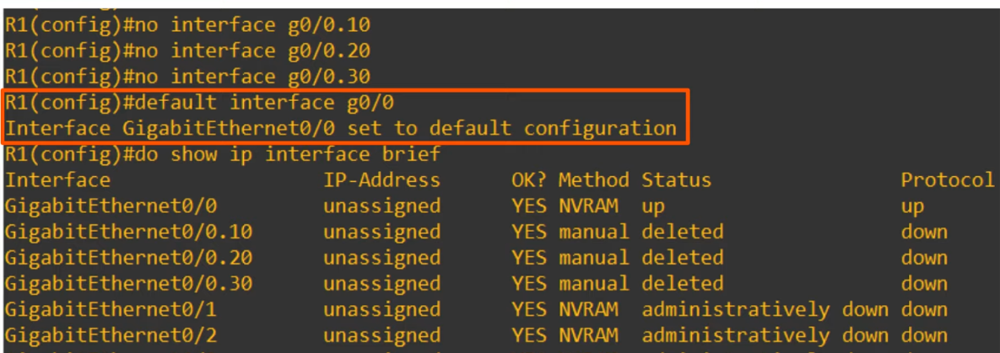 R1(config)#no interface g0/0.10
R1(config)#no interface g0/0.20
R1(config)#no interface g0/0.30
R1(config)#default interface g0/0
Interface GigabitEthernet0/0 set to default configuration
R1(config)#do show ip interface brief
Interface IP-Address OK? Method Status Protocol
GigabitEthernet0/0 unassigned YES NVRAM up up
GigabitEthernet0/0.10 unassigned YES manual deleted down
GigabitEthernet0/0.20 unassigned YES manual deleted down
GigabitEthernet0/0.30 unassigned YES manual deleted down
GigabitEthernet0/1 unassigned YES NVRAM administratively down down
GigabitEthernet0/2 unassigned YES NVRAM administratively down down